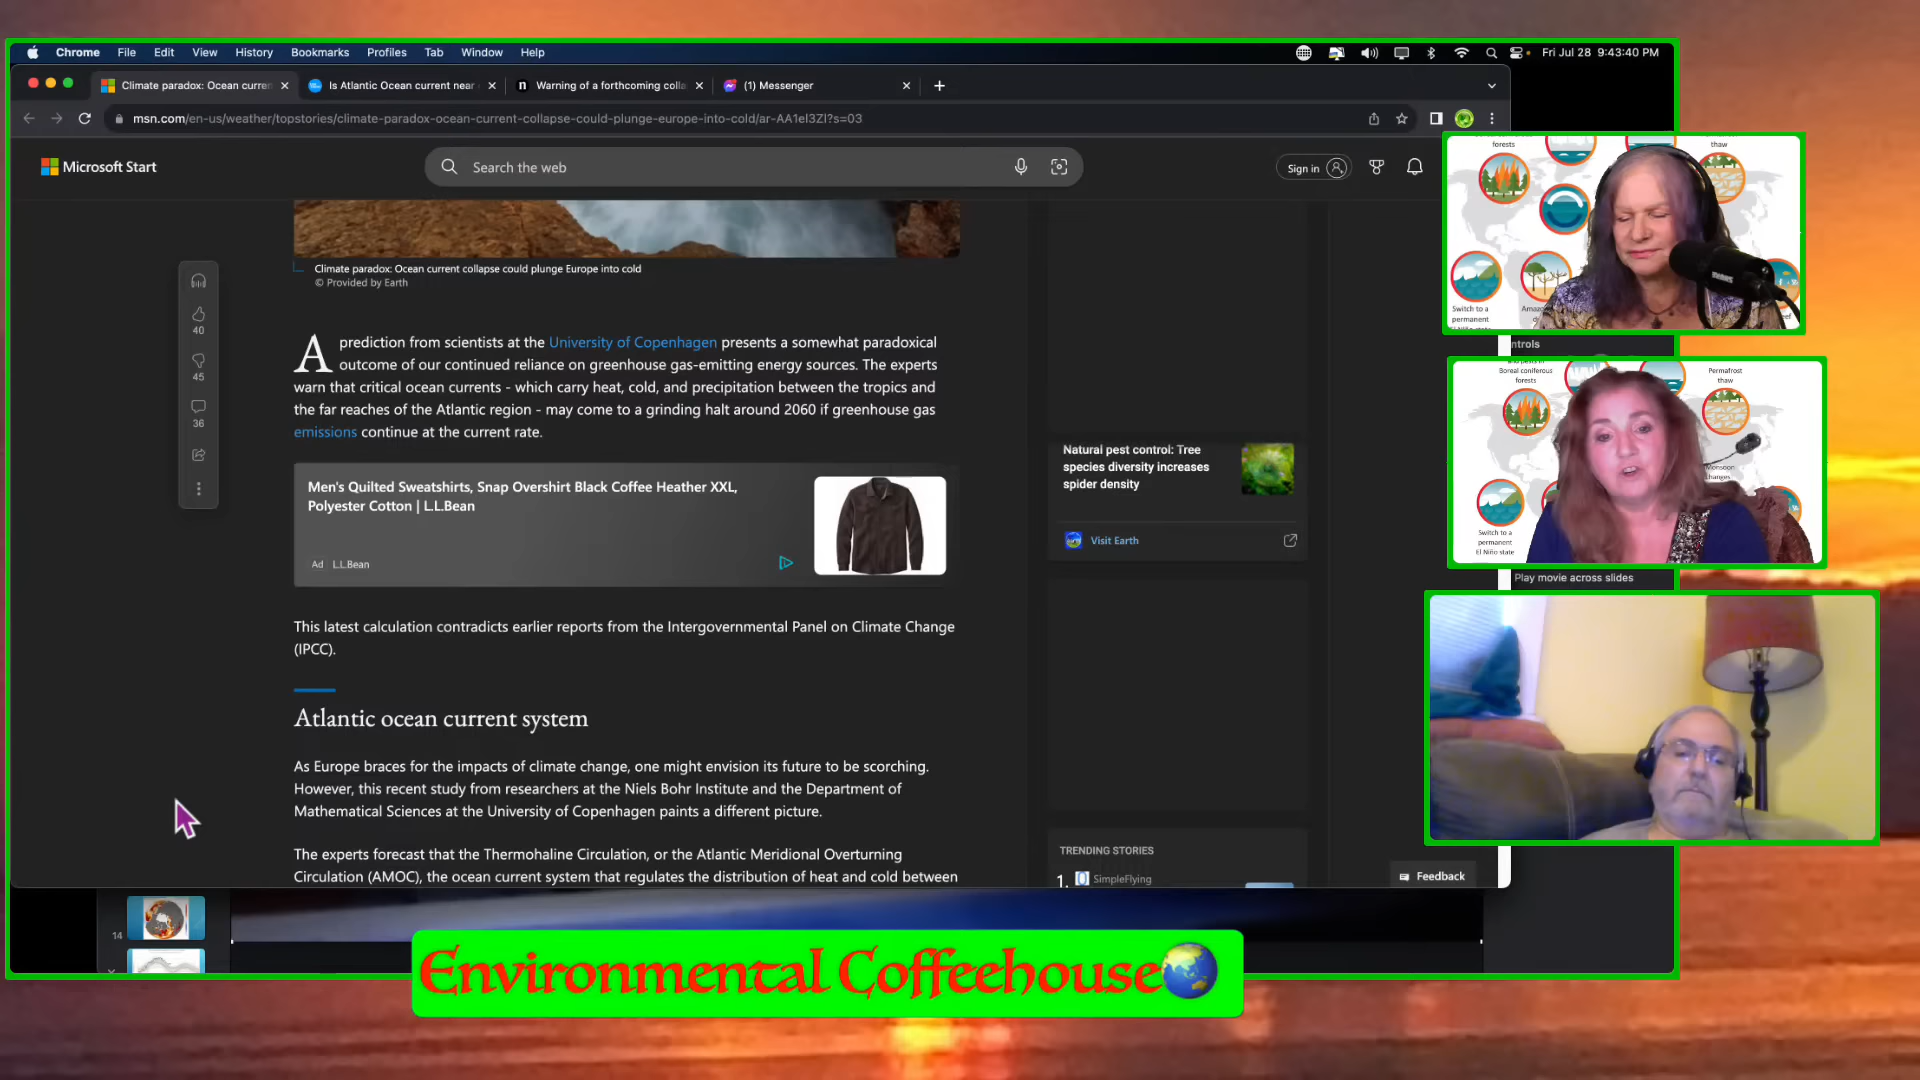 Chrome File Edit View History Bookmarks Profiles Tab Window Help
Fri Jul 28 9:43:40 PM
Climate paradox: Ocean curren
Is Atlantic Ocean current near
Warning of a forthcoming colla
(1) Messenger
msn.com/en-us/weather/topstories/climate-paradox-ocean-current-collapse-could-plunge-europe-into-cold/ar-AA1eI3ZI?s=03
Microsoft Start
Search the web
Sign in
Climate paradox: Ocean current collapse could plunge Europe into cold
© Provided by Earth
40
45
36
A prediction from scientists at the University of Copenhagen presents a somewhat paradoxical
outcome of our continued reliance on greenhouse gas-emitting energy sources. The experts
warn that critical ocean currents - which carry heat, cold, and precipitation between the tropics and
the far reaches of the Atlantic region - may come to a grinding halt around 2060 if greenhouse gas
emissions continue at the current rate.
Men's Quilted Sweatshirts, Snap Overshirt Black Coffee Heather XXL,
Polyester Cotton | L.L.Bean
Ad L.L.Bean
This latest calculation contradicts earlier reports from the Intergovernmental Panel on Climate Change
(IPCC).
Atlantic ocean current system
As Europe braces for the impacts of climate change, one might envision its future to be scorching.
However, this recent study from researchers at the Niels Bohr Institute and the Department of
Mathematical Sciences at the University of Copenhagen paints a different picture.
The experts forecast that the Thermohaline Circulation, or the Atlantic Meridional Overturning
Circulation (AMOC), the ocean current system that regulates the distribution of heat and cold between
Natural pest control: Tree
species diversity increases
spider density
Visit Earth
TRENDING STORIES
1. SimpleFlying
Feedback
forests
thaw
Switch to a
permanent
El Niño state
ntrols
Boreal coniferous
forests
Permafrost
thaw
Monsoon
changes
Switch to a
permanent
El Niño state
Play movie across slides
14
Environmental Coffeehouse